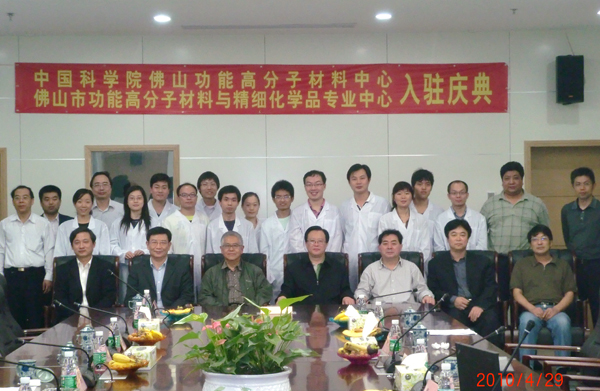 中国科学院佛山功能高分子材料中心
佛山市功能高分子材料与精细化学品专业中心
入驻庆典
2010/4/29